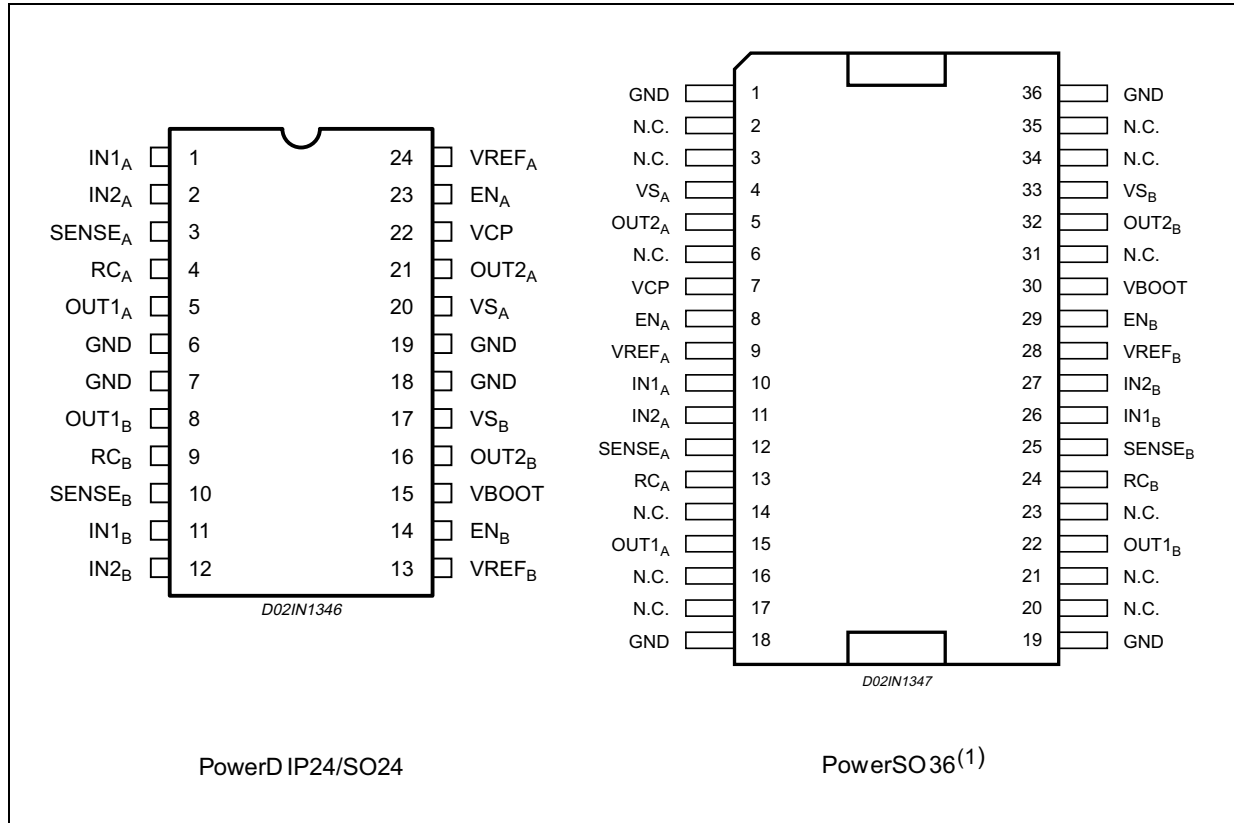 IN1A 1 24 VREFA
IN2A 2 23 ENA
SENSEA 3 22 VCP
RCA 4 21 OUT2A
OUT1A 5 20 VSA
GND 6 19 GND
GND 7 18 GND
OUT1B 8 17 VSB
RCB 9 16 OUT2B
SENSEB 10 15 VBOOT
IN1B 11 14 ENB
IN2B 12 13 VREFB
D02IN1346
PowerD IP24/SO24
GND 1 36 GND
N.C. 2 35 N.C.
N.C. 3 34 N.C.
VSA 4 33 VSB
OUT2A 5 32 OUT2B
N.C. 6 31 N.C.
VCP 7 30 VBOOT
ENA 8 29 ENB
VREFA 9 28 VREFB
IN1A 10 27 IN2B
IN2A 11 26 IN1B
SENSEA 12 25 SENSEB
RCA 13 24 RCB
N.C. 14 23 N.C.
OUT1A 15 22 OUT1B
N.C. 16 21 N.C.
N.C. 17 20 N.C.
GND 18 19 GND
D02IN1347
PowerSO36(1)